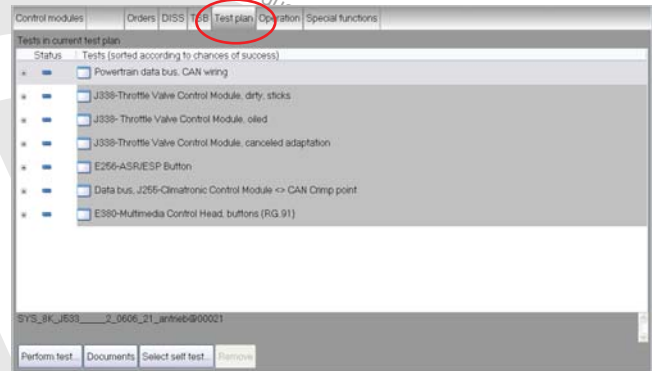 Control modules Orders DISS TSB Test plan Operation Special functions
Tests in current test plan
Status Tests (sorted according to chances of success)
Powertrain data bus, CAN wiring
J338-Throttle Valve Control Module, dirty, sticks
J338- Throttle Valve Control Module, oiled
J338-Throttle Valve Control Module, canceled adaptation
E256-ASR/ESP Button
Data bus, J255-Climatronic Control Module <> CAN Crimp point
E380-Multimedia Control Head, buttons (RG.91)
SYS_8K_J533_____2_0606_21_antrieb@00021
Perform test... Documents Select self test... Remove